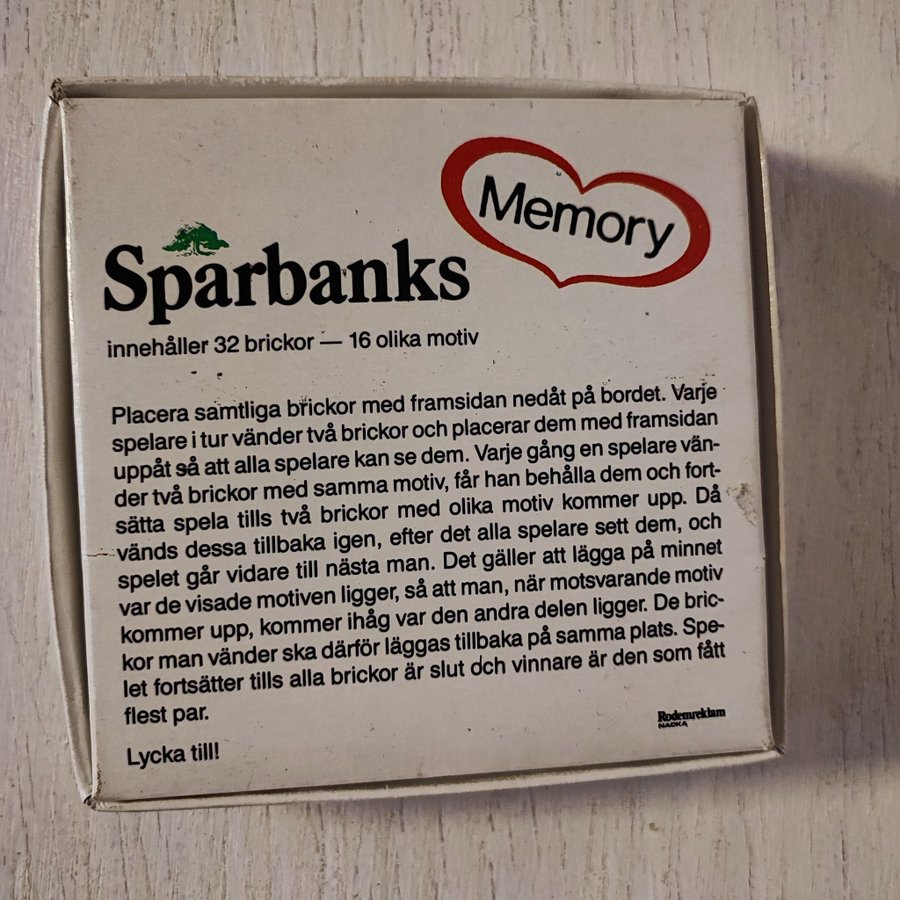 Memory
Sparbanks
innehåller 32 brickor — 16 olika motiv
Placera samtliga brickor med framsidan nedåt på bordet. Varje
spelare i tur vänder två brickor och placerar dem med framsidan
uppåt så att alla spelare kan se dem. Varje gång en spelare vän-
der två brickor med samma motiv, får han behålla dem och fort-
sätta spela tills två brickor med olika motiv kommer upp. Då
vänds dessa tillbaka igen, efter det alla spelare sett dem, och
spelet går vidare till nästa man. Det gäller att lägga på minnet
var de visade motiven ligger, så att man, när motsvarande motiv
kommer upp, kommer ihåg var den andra delen ligger. De bric-
kor man vänder ska därför läggas tillbaka på samma plats. Spe-
let fortsätter tills alla brickor är slut och vinnare är den som fått
flest par.
Lycka till!
Rodemreklam
NACKA